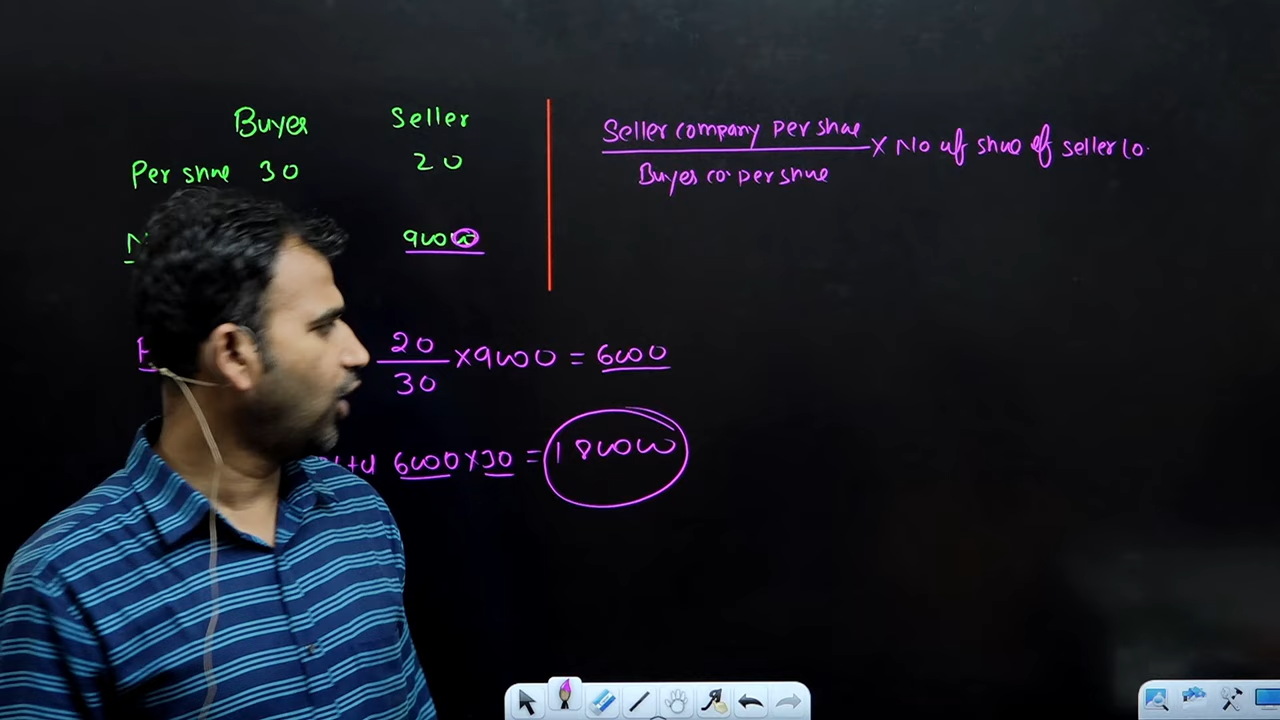 Buyer Seller
Per share 30 20
N 9000
20/30 × 9000 = 6000
6000 × 30 = 180000
Seller company per share
Buyer co. per share × No of share of seller co.